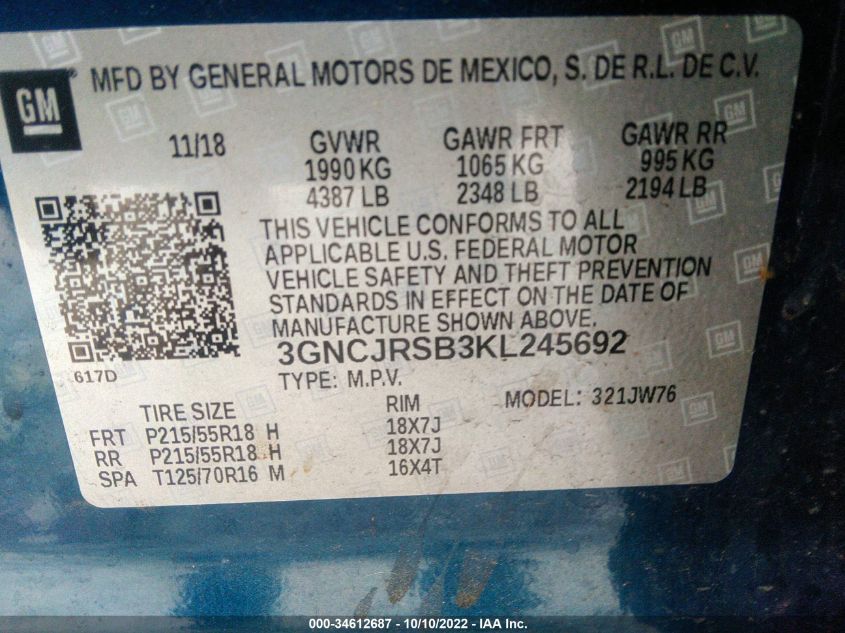 GM
MFD BY GENERAL MOTORS DE MEXICO, S. DE R.L. DE C.V.
11/18 GVWR GAWR FRT GAWR RR
1990 KG 1065 KG 995 KG
4387 LB 2348 LB 2194 LB
THIS VEHICLE CONFORMS TO ALL
APPLICABLE U.S. FEDERAL MOTOR
VEHICLE SAFETY AND THEFT PREVENTION
STANDARDS IN EFFECT ON THE DATE OF
MANUFACTURE SHOWN ABOVE.
617D
3GNCJRSB3KL245692
TYPE: M.P.V. MODEL: 321JW76
TIRE SIZE RIM
FRT P215/55R18 H 18X7J
RR P215/55R18 H 18X7J
SPA T125/70R16 M 16X4T
000-34612687 - 10/10/2022 - IAA Inc.